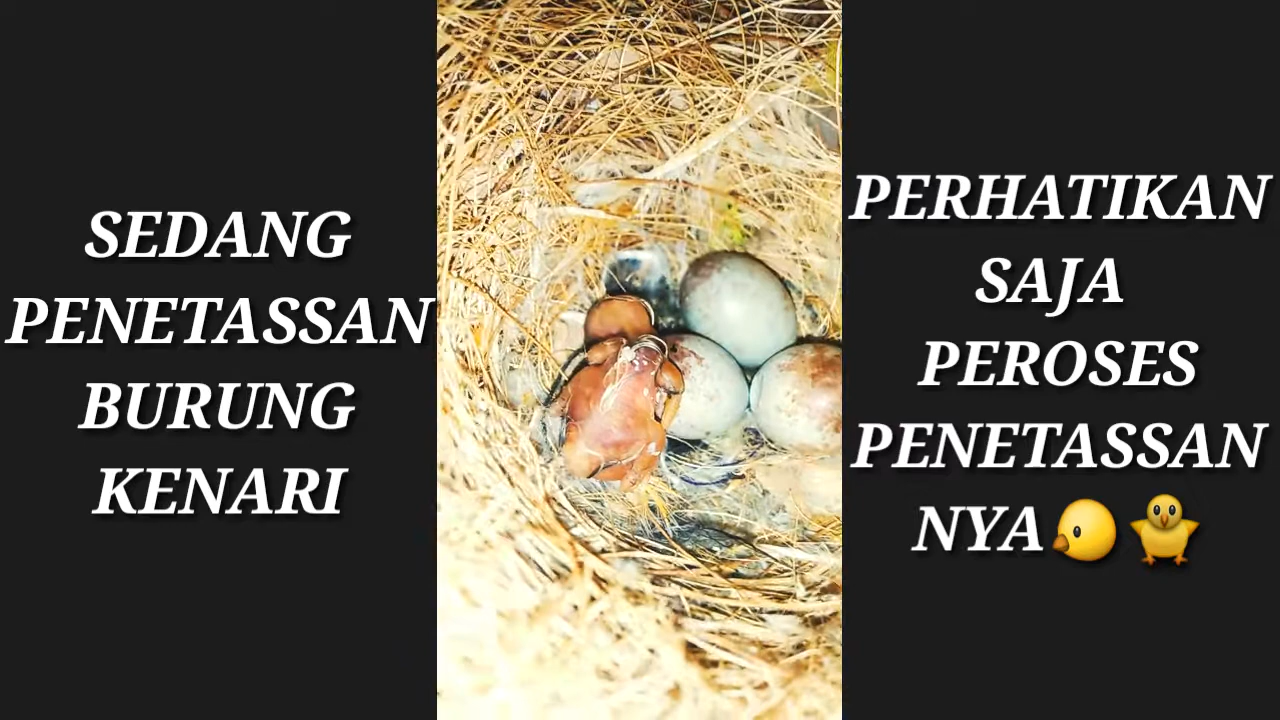 SEDANG
PENETASSAN
BURUNG
KENARI
PERHATIKAN
SAJA
PEROSES
PENETASSAN
NYA🐤🐥